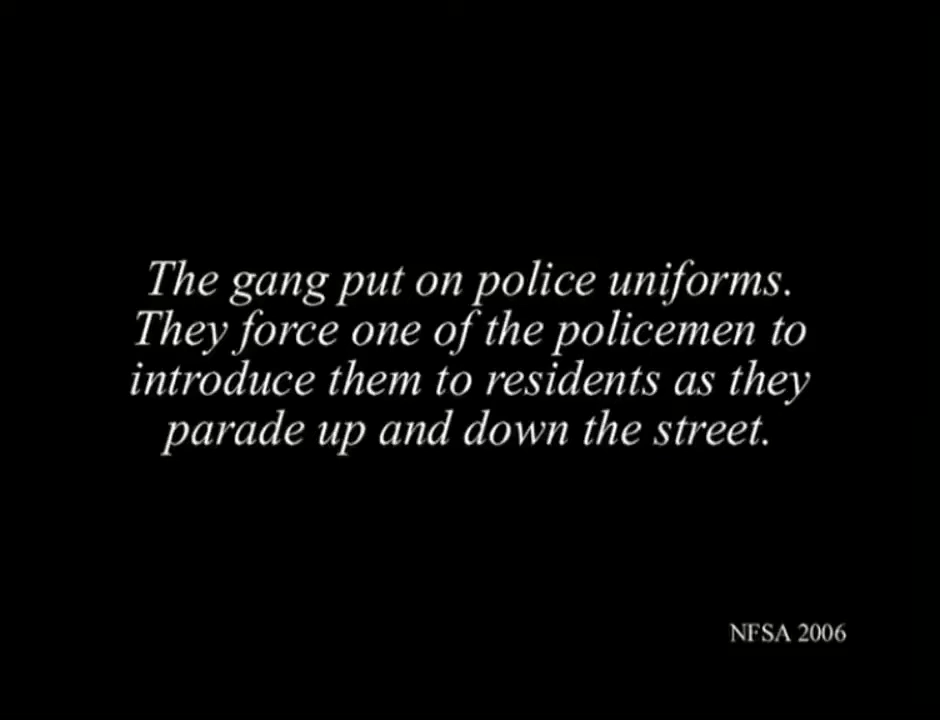 The gang put on police uniforms.
They force one of the policemen to
introduce them to residents as they
parade up and down the street.
NFSA 2006